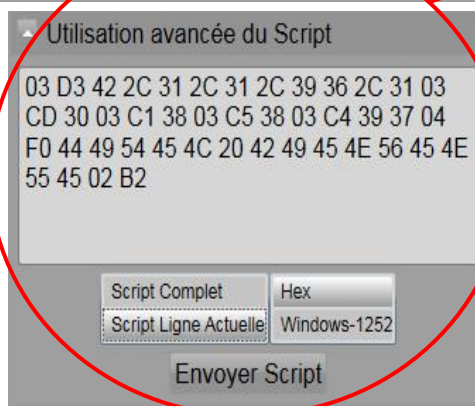 Utilisation avancée du Script
03 D3 42 2C 31 2C 31 2C 39 36 2C 31 03
CD 30 03 C1 38 03 C5 38 03 C4 39 37 04
F0 44 49 54 45 4C 20 42 49 45 4E 56 45 4E
55 45 02 B2
Script Complet
Hex
Script Ligne Actuelle
Windows-1252
Envoyer Script